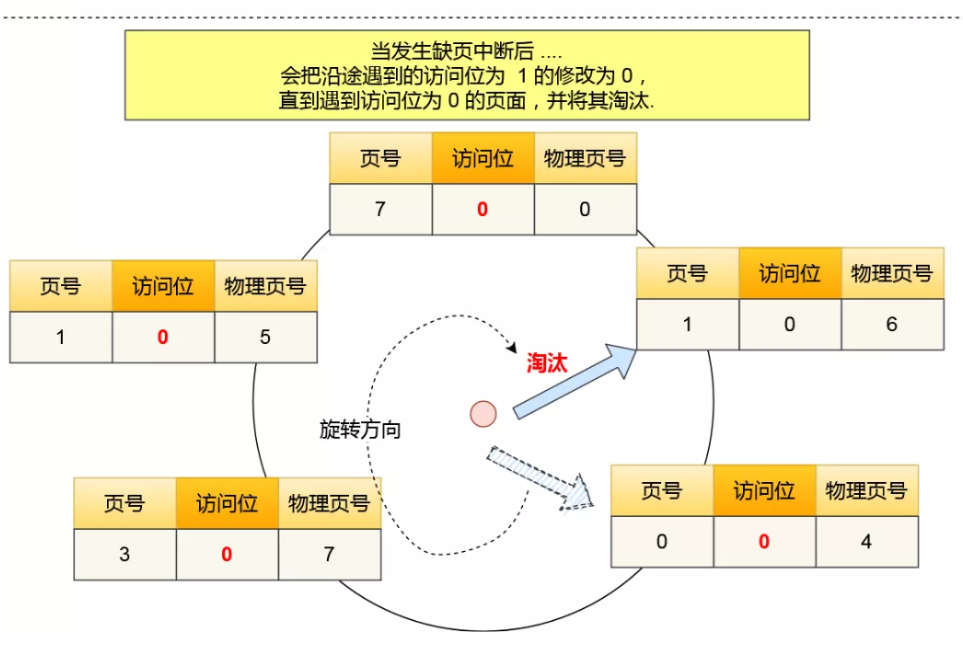 当发生缺页中断后 ....
会把沿途遇到的访问位为 1 的修改为 0，
直到遇到访问位为 0 的页面，并将其淘汰.
页号 访问位 物理页号
7 0 0
页号 访问位 物理页号
1 0 5
页号 访问位 物理页号
1 0 6
淘汰
旋转方向
页号 访问位 物理页号
3 0 7
页号 访问位 物理页号
0 0 4